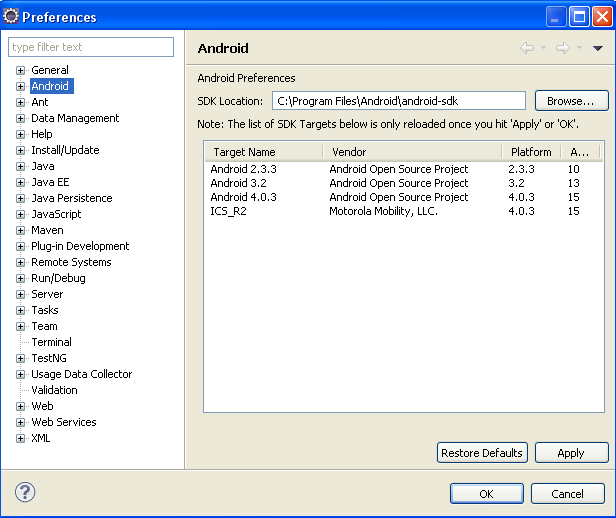 Preferences
type filter text
General
Android
Ant
Data Management
Help
Install/Update
Java
Java EE
Java Persistence
JavaScript
Maven
Plug-in Development
Remote Systems
Run/Debug
Server
Tasks
Team
Terminal
TestNG
Usage Data Collector
Validation
Web
Web Services
XML
Android
Android Preferences
SDK Location: C:\Program Files\Android\android-sdk Browse...
Note: The list of SDK Targets below is only reloaded once you hit 'Apply' or 'OK'.
Target Name Vendor Platform A...
Android 2.3.3 Android Open Source Project 2.3.3 10
Android 3.2 Android Open Source Project 3.2 13
Android 4.0.3 Android Open Source Project 4.0.3 15
ICS_R2 Motorola Mobility, LLC. 4.0.3 15
Restore Defaults Apply
? OK Cancel